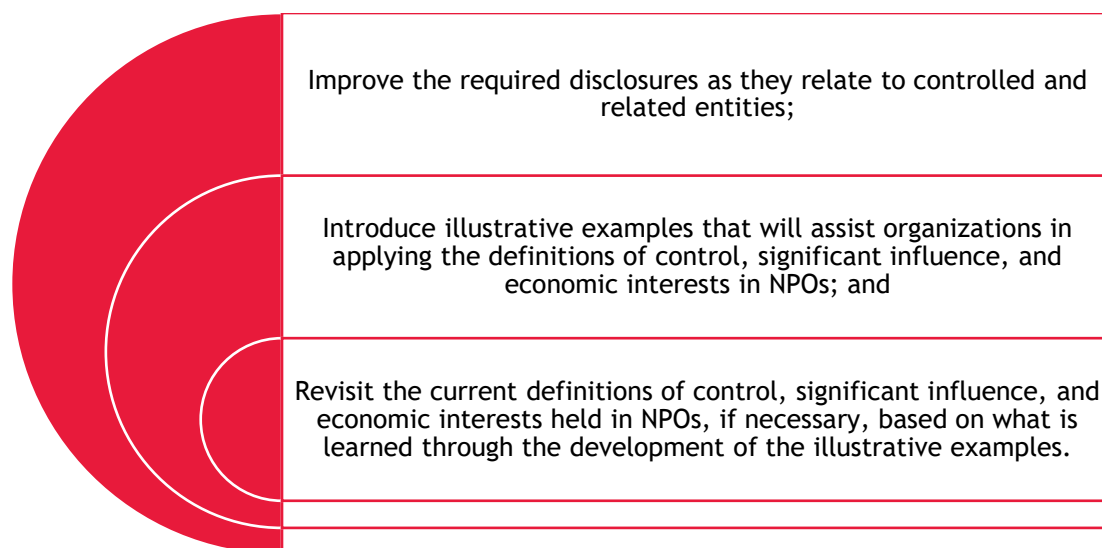 Improve the required disclosures as they relate to controlled and
related entities;
Introduce illustrative examples that will assist organizations in
applying the definitions of control, significant influence, and
economic interests in NPOs; and
Revisit the current definitions of control, significant influence, and
economic interests held in NPOs, if necessary, based on what is
learned through the development of the illustrative examples.